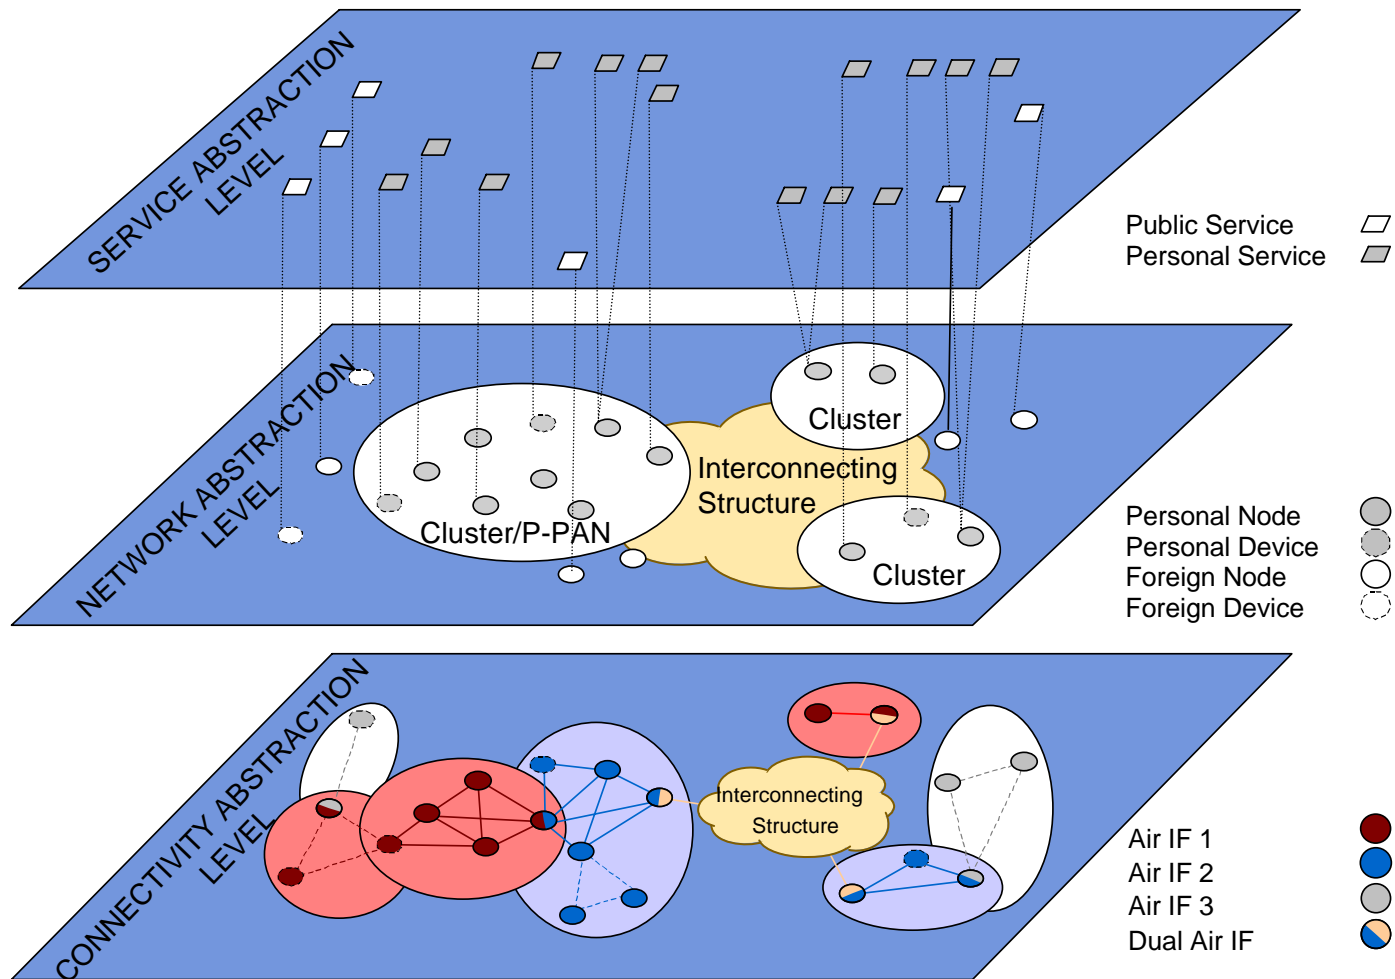 SERVICE ABSTRACTION
LEVEL
Public Service
Personal Service
NETWORK ABSTRACTION
LEVEL
Cluster
Interconnecting
Structure
Cluster/P-PAN
Cluster
Personal Node
Personal Device
Foreign Node
Foreign Device
CONNECTIVITY ABSTRACTION
LEVEL
Interconnecting
Structure
Air IF 1
Air IF 2
Air IF 3
Dual Air IF